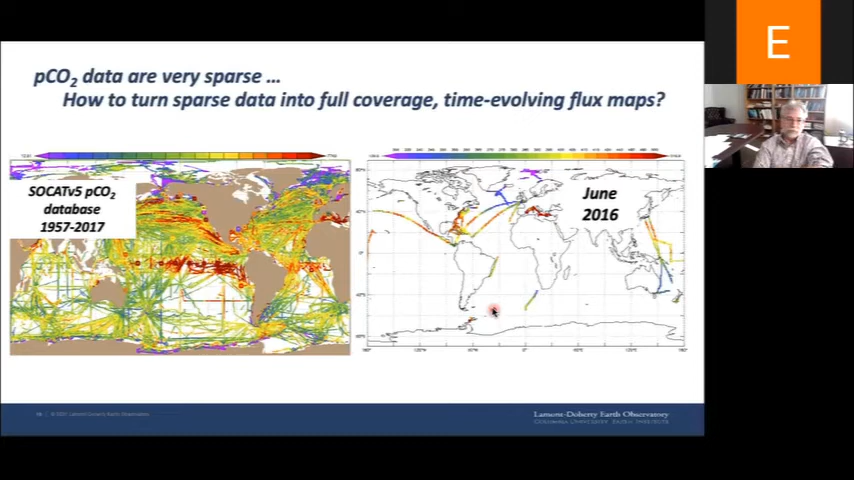 E
pCO₂ data are very sparse ...
How to turn sparse data into full coverage, time-evolving flux maps?
SOCATv5 pCO₂
database
1957-2017
June
2016
Lamont-Doherty Earth Observatory
Columbia University | Earth Institute